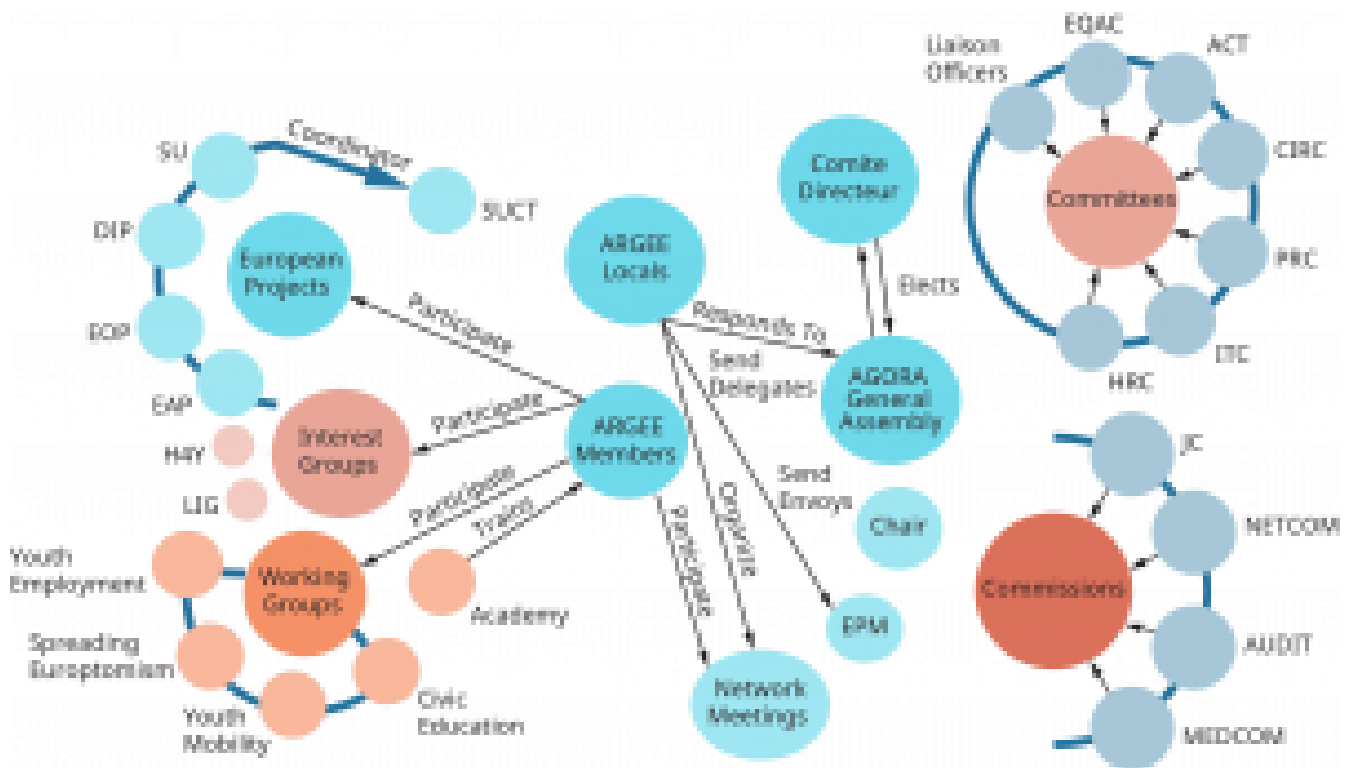 EQAC
Liaison
Officers
ACT
CIRC
Committees
PRC
ITC
HRC
SU
Coordinator
SUCT
DIP
European
Projects
EOP
EAP
Comite
Directeur
ARGEE
Locals
Elects
Responds To
Send
Delegates
AGORA
General
Assembly
Participate
Participate
Interest
Groups
H4Y
LIG
ARGEE
Members
Participate
Trains
Participate
Organize
Send
Envoys
Chair
EPM
Network
Meetings
Youth
Employment
Working
Groups
Academy
Spreading
Europtomism
Youth
Mobility
Civic
Education
JC
NETCOM
Commissions
AUDIT
MEDCOM